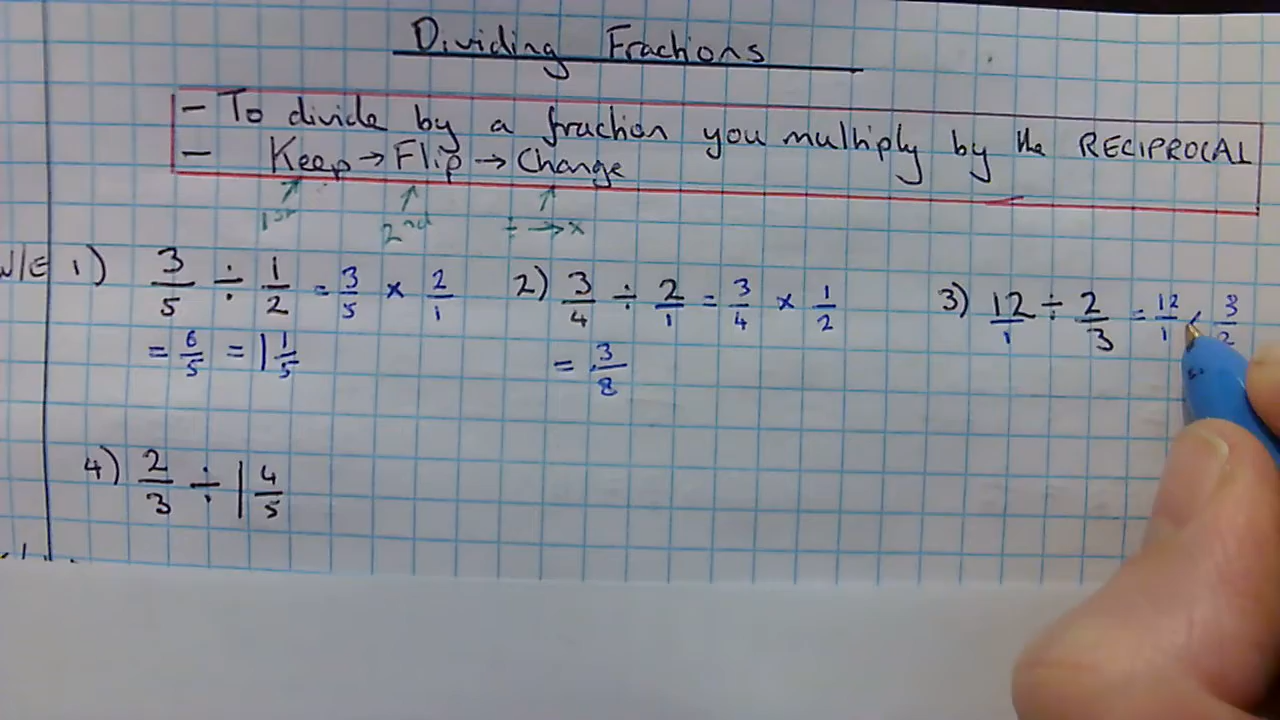 Dividing Fractions
- To divide by a fraction you multiply by the RECIPROCAL
- Keep → Flip → Change
1st 2nd ÷ → x
W/E 1) 3/5 ÷ 1/2 = 3/5 × 2/1
= 6/5 = 1 1/5
2) 3/4 ÷ 2/1 = 3/4 × 1/2
= 3/8
3) 12/1 ÷ 2/3 = 12/1 3/2
4) 2/3 ÷ 1 4/5